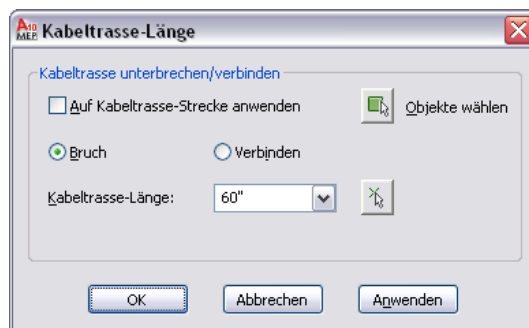 A10 MEP Kabeltrasse-Länge
Kabeltrasse unterbrechen/verbinden
Auf Kabeltrasse-Strecke anwenden
Objekte wählen
Bruch
Verbinden
Kabeltrasse-Länge:
60"
OK
Abbrechen
Anwenden